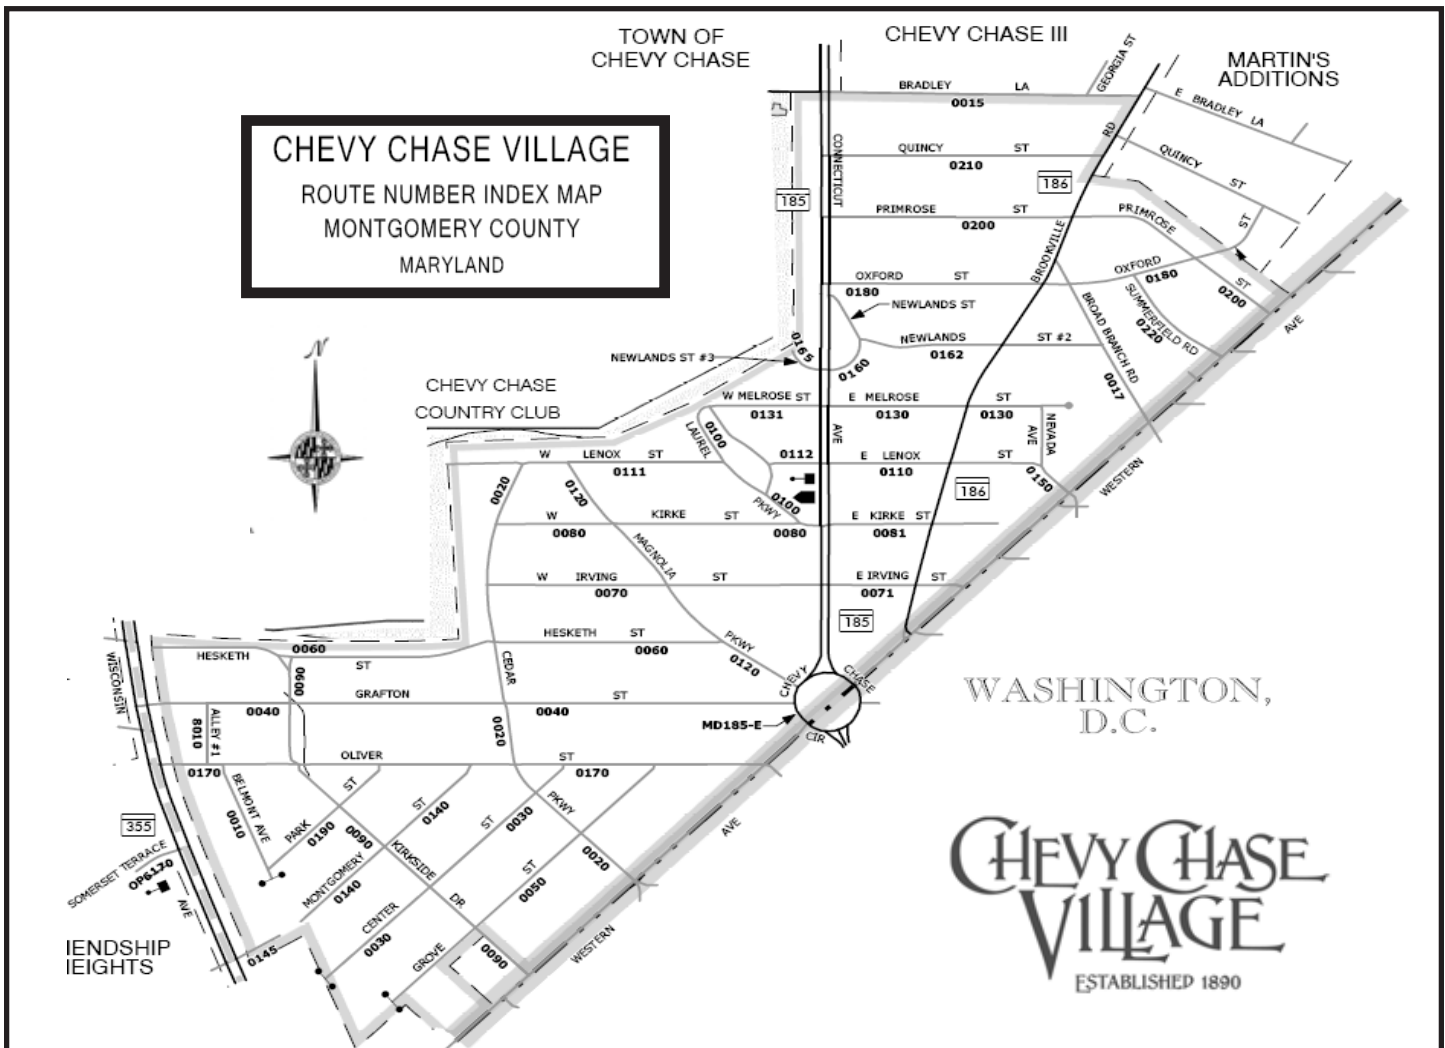 TOWN OF
CHEVY CHASE
CHEVY CHASE III
GEORGIA ST
MARTIN'S
ADDITIONS
BRADLEY LA
0015
E BRADLEY LA
CHEVY CHASE VILLAGE
ROUTE NUMBER INDEX MAP
MONTGOMERY COUNTY
MARYLAND
CONNECTICUT
QUINCY ST
0210
RD
QUINCY ST
185
186
PRIMROSE ST
0200
PRIMROSE
ST
BROOKVILLE
OXFORD ST
0180
OXFORD
0180
ST
0200
NEWLANDS ST
SUMMERFIELD RD
0220
BROAD BRANCH RD
0017
AVE
N
0165
NEWLANDS ST #3
0160
NEWLANDS ST #2
0162
CHEVY CHASE
COUNTRY CLUB
W MELROSE ST
0131
E MELROSE ST
0130 0130
0100
LAUREL
AVE
NEVADA
AVE
W LENOX ST
0111
0112
E LENOX ST
0110
0150
WESTERN
0020
0120
0100
PKWY
186
W KIRKE ST
0080 0080
E KIRKE ST
0081
MAGNOLIA
W IRVING ST
0070
E IRVING ST
0071
185
HESKETH ST
0060
PKWY
0120
0060
HESKETH ST
WISCONSIN
0600
CEDAR
CHEVY CHASE
WASHINGTON,
D.C.
GRAFTON ST
0040 0040
MD185-E
CIR
ALLEY #1
8010
0020
OLIVER ST
0170 0170
BELMONT AVE
0010
PARK ST
0190
0090
ST
0140
ST
0030
PKWY
0020
AVE
355
SOMERSET TERRACE
OP6170
MONTGOMERY
0140
KIRKSIDE DR
ST
0050
AVE
CENTER
0030
GROVE
0090
WESTERN
IENDSHIP
IEIGHTS
0145
CHEVY CHASE
VILLAGE
ESTABLISHED 1890